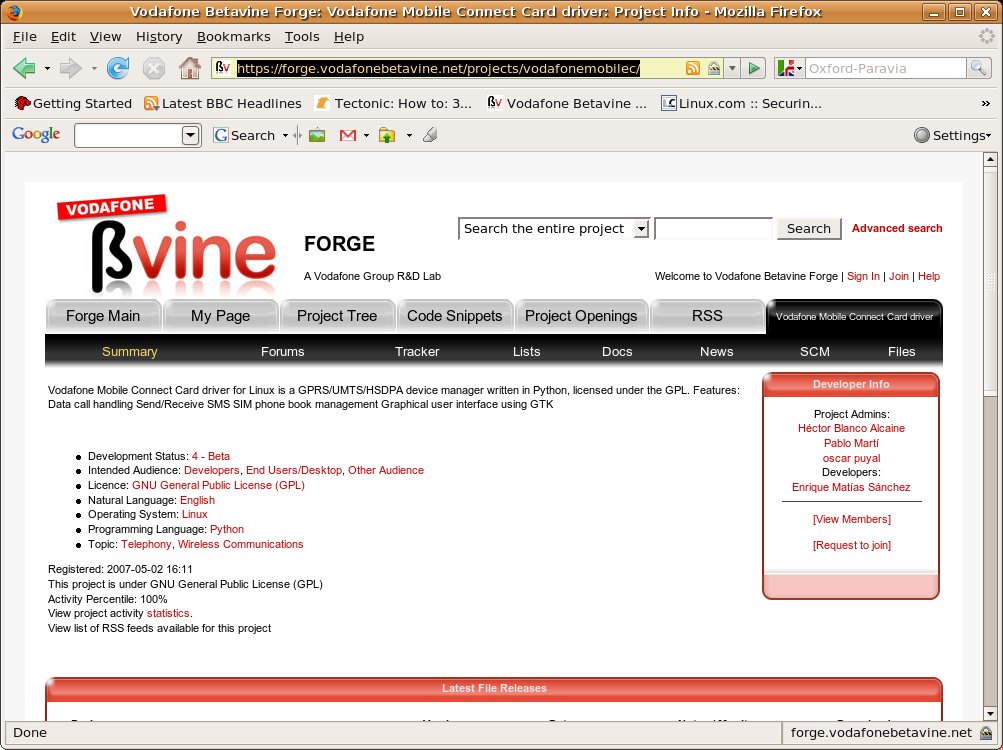 Vodafone Betavine Forge: Vodafone Mobile Connect Card driver: Project Info - Mozilla Firefox
File Edit View History Bookmarks Tools Help
ßv https://forge.vodafonebetavine.net/projects/vodafonemobilec/ Oxford-Paravia
Getting Started Latest BBC Headlines Tectonic: How to: 3... ßv Vodafone Betavine ... Linux.com :: Securin... »
Google G Search Settings
VODAFONE
ßvine FORGE
Search the entire project Search Advanced search
A Vodafone Group R&D Lab Welcome to Vodafone Betavine Forge | Sign In | Join | Help
Forge Main My Page Project Tree Code Snippets Project Openings RSS Vodafone Mobile Connect Card driver
Summary Forums Tracker Lists Docs News SCM Files
Vodafone Mobile Connect Card driver for Linux is a GPRS/UMTS/HSDPA device manager written in Python, licensed under the GPL. Features:
Data call handling Send/Receive SMS SIM phone book management Graphical user interface using GTK
Development Status: 4 - Beta
Intended Audience: Developers, End Users/Desktop, Other Audience
Licence: GNU General Public License (GPL)
Natural Language: English
Operating System: Linux
Programming Language: Python
Topic: Telephony, Wireless Communications
Registered: 2007-05-02 16:11
This project is under GNU General Public License (GPL)
Activity Percentile: 100%
View project activity statistics.
View list of RSS feeds available for this project
Developer Info
Project Admins:
Héctor Blanco Alcaine
Pablo Martí
oscar puyal
Developers:
Enrique Matías Sánchez
[View Members]
[Request to join]
Latest File Releases
Done forge.vodafonebetavine.net